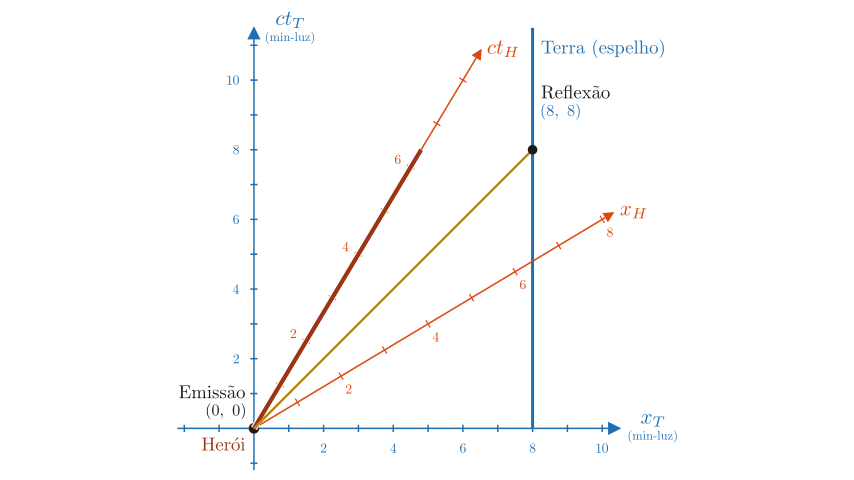 ct_T
(min-luz)
ct_H
Terra (espelho)
10
Reflexão
(8, 8)
8
6
6
x_H
8
4
4
6
2
4
2
2
Emissão
(0, 0)
Herói
2
4
6
8
10
x_T
(min-luz)